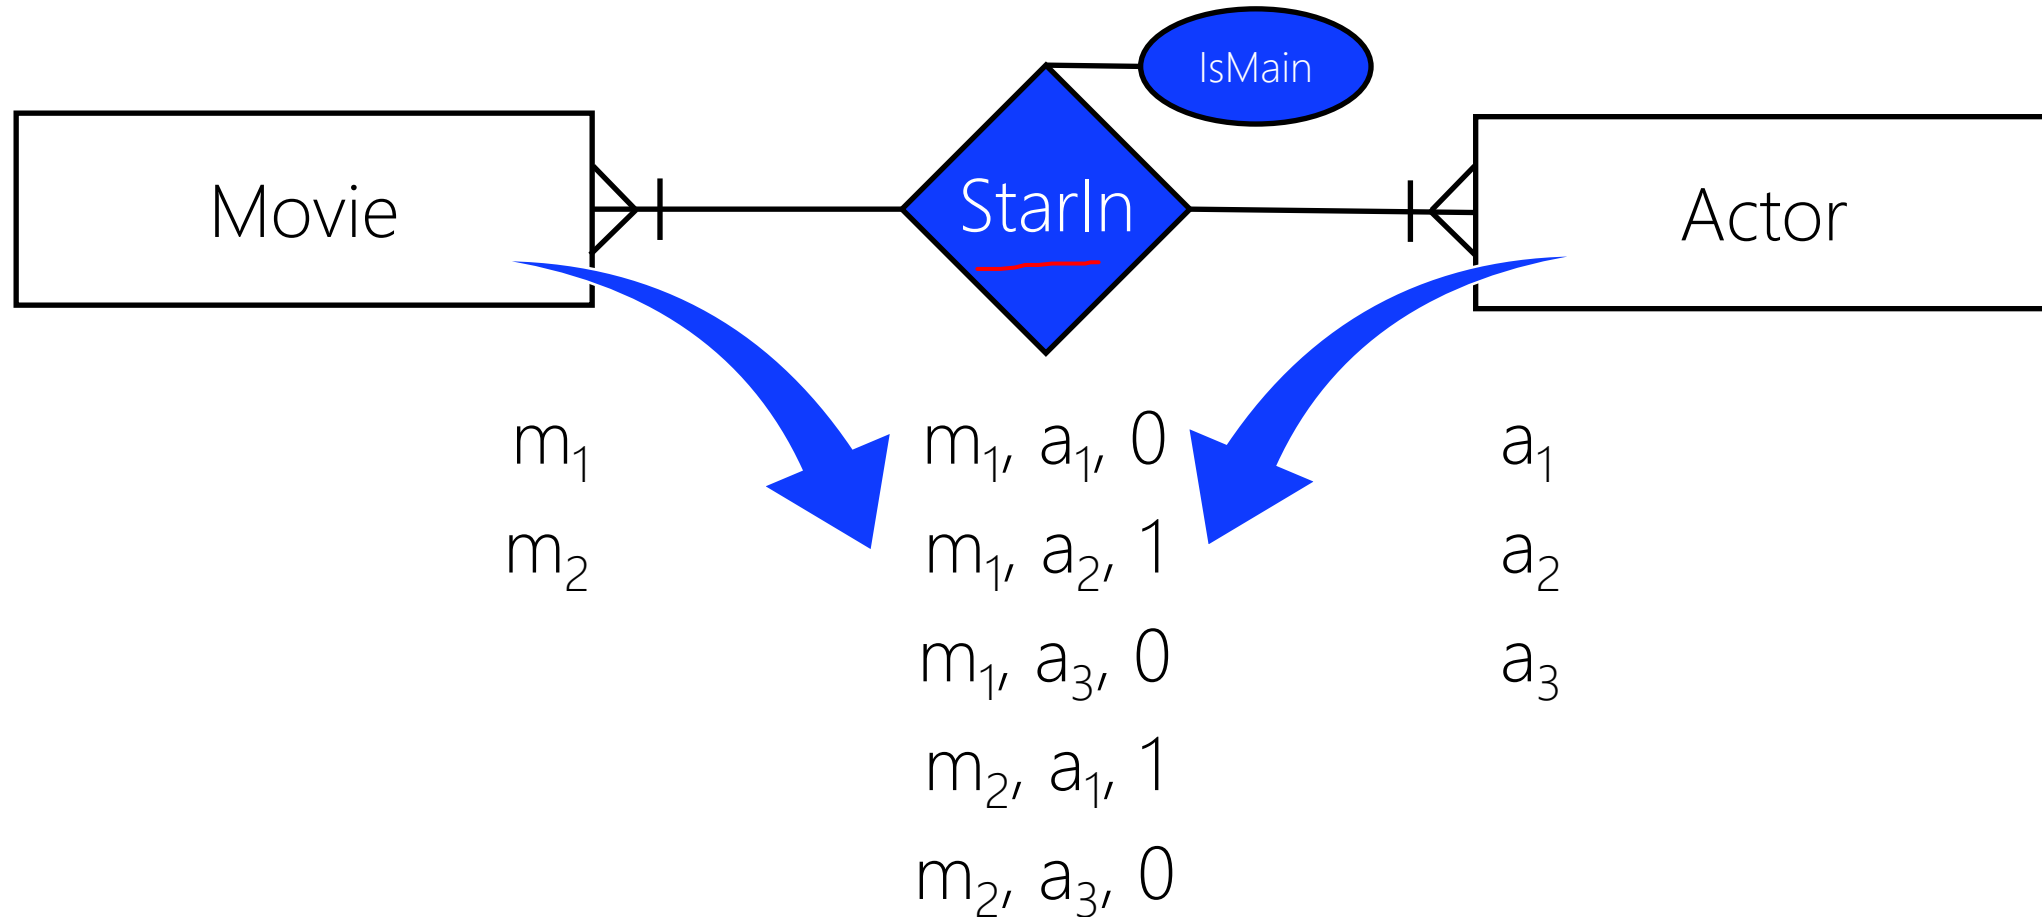 IsMain
Movie
StarIn
Actor
m₁
m₁, a₁, 0
a₁
m₂
m₁, a₂, 1
a₂
m₁, a₃, 0
a₃
m₂, a₁, 1
m₂, a₃, 0